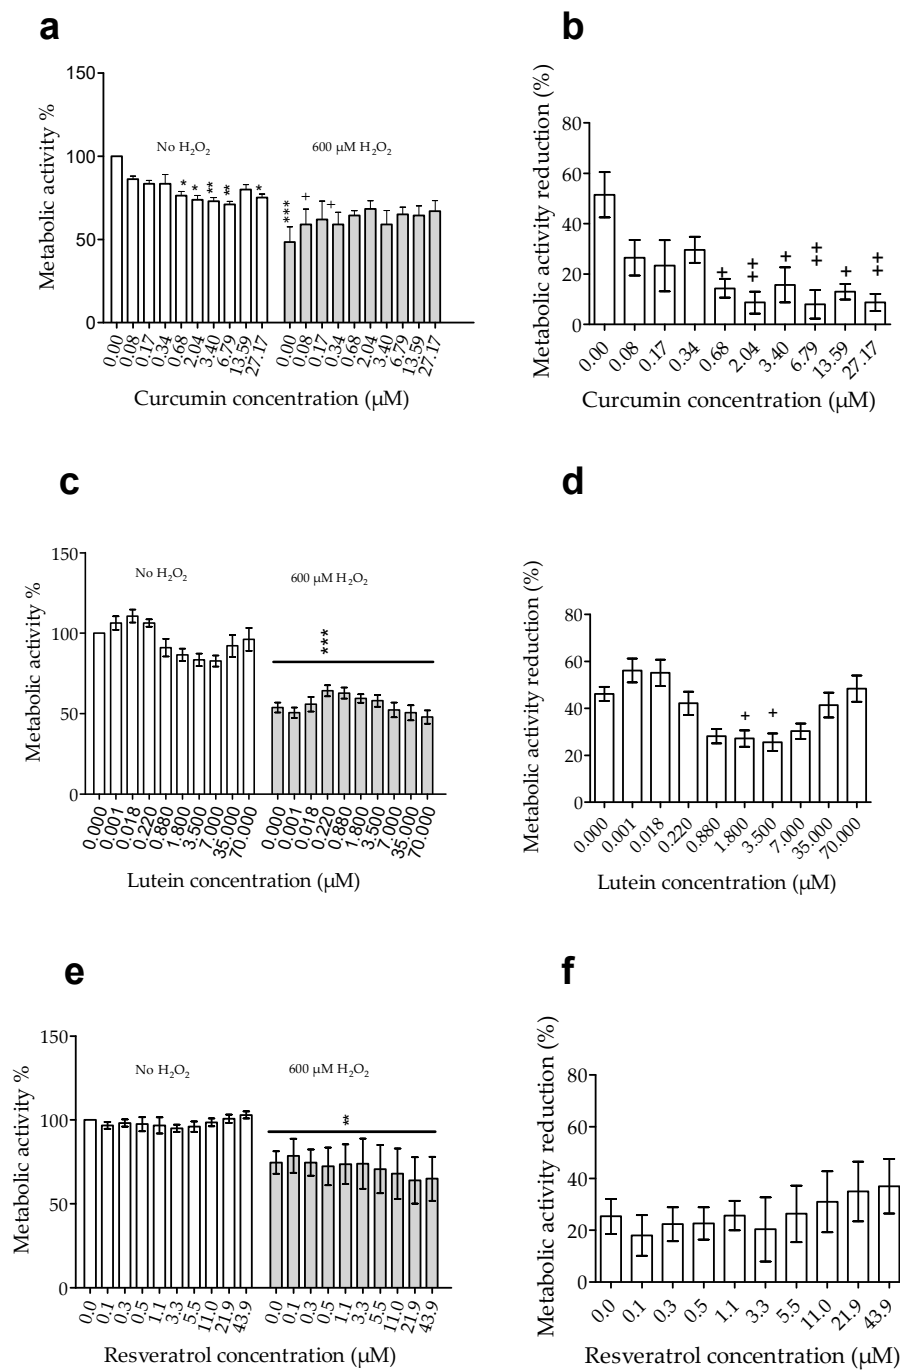 a
Metabolic activity %
150
100
50
0
No H₂O₂
600 µM H₂O₂
* * ** ** *
*** + +
0.00 0.08 0.17 0.34 0.68 2.04 3.40 6.79 13.59 27.17
0.00 0.08 0.17 0.34 0.68 2.04 3.40 6.79 13.59 27.17
Curcumin concentration (µM)
b
Metabolic activity reduction (%)
80
60
40
20
0
+ ++ + ++ + ++
0.00 0.08 0.17 0.34 0.68 2.04 3.40 6.79 13.59 27.17
Curcumin concentration (µM)
c
Metabolic activity %
150
100
50
0
No H₂O₂
600 µM H₂O₂
***
0.000 0.001 0.018 0.220 0.880 1.800 3.500 7.000 35.000 70.000
0.000 0.001 0.018 0.220 0.880 1.800 3.500 7.000 35.000 70.000
Lutein concentration (µM)
d
Metabolic activity reduction (%)
80
60
40
20
0
+ +
0.000 0.001 0.018 0.220 0.880 1.800 3.500 7.000 35.000 70.000
Lutein concentration (µM)
e
Metabolic activity %
150
100
50
0
No H₂O₂
600 µM H₂O₂
**
0.0 0.1 0.3 0.5 1.1 3.3 5.5 11.0 21.9 43.9
0.0 0.1 0.3 0.5 1.1 3.3 5.5 11.0 21.9 43.9
Resveratrol concentration (µM)
f
Metabolic activity reduction (%)
80
60
40
20
0
0.0 0.1 0.3 0.5 1.1 3.3 5.5 11.0 21.9 43.9
Resveratrol concentration (µM)